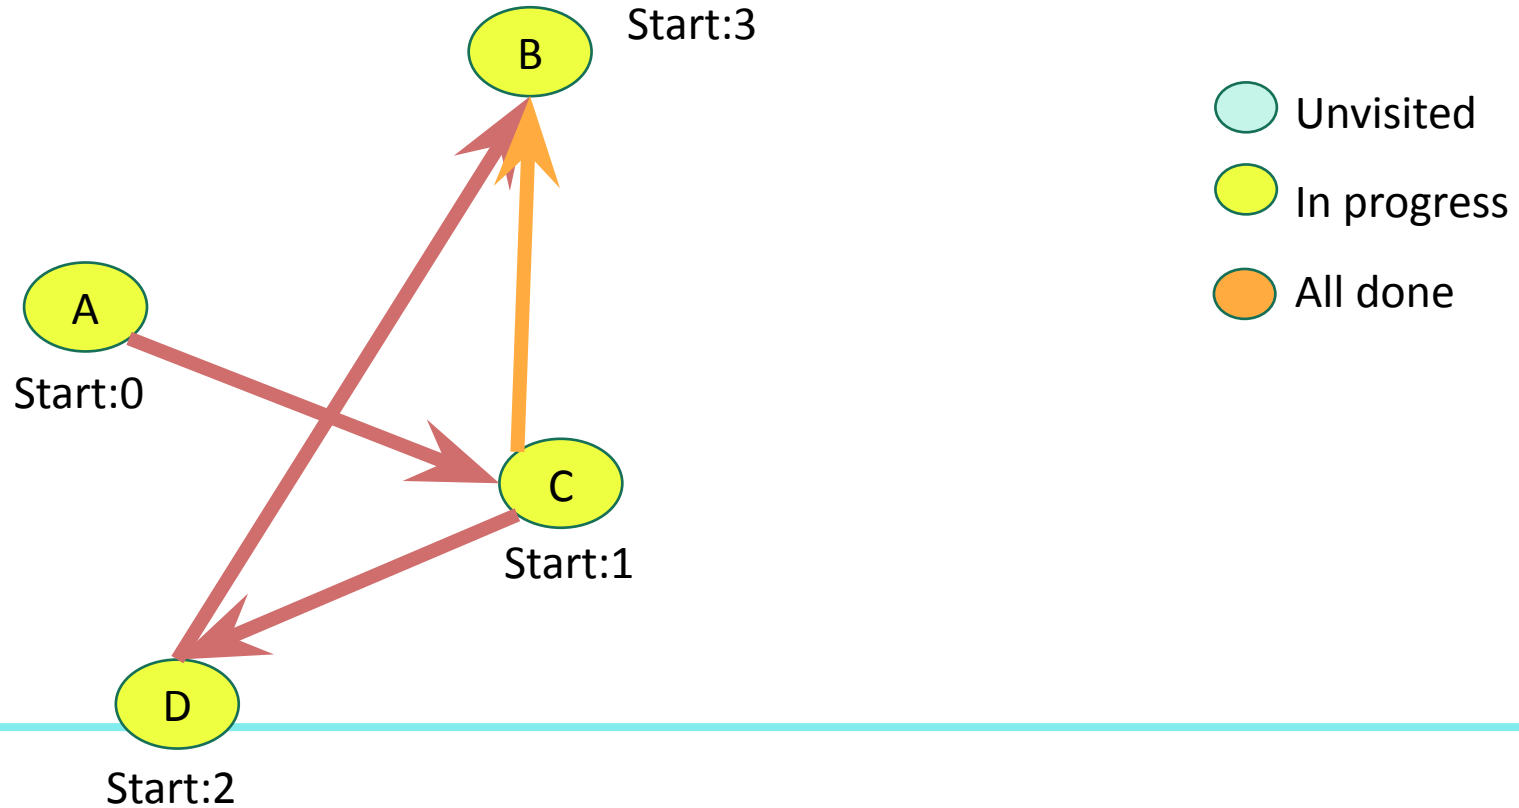 B
Start:3
Unvisited
In progress
All done
A
Start:0
C
Start:1
D
Start:2